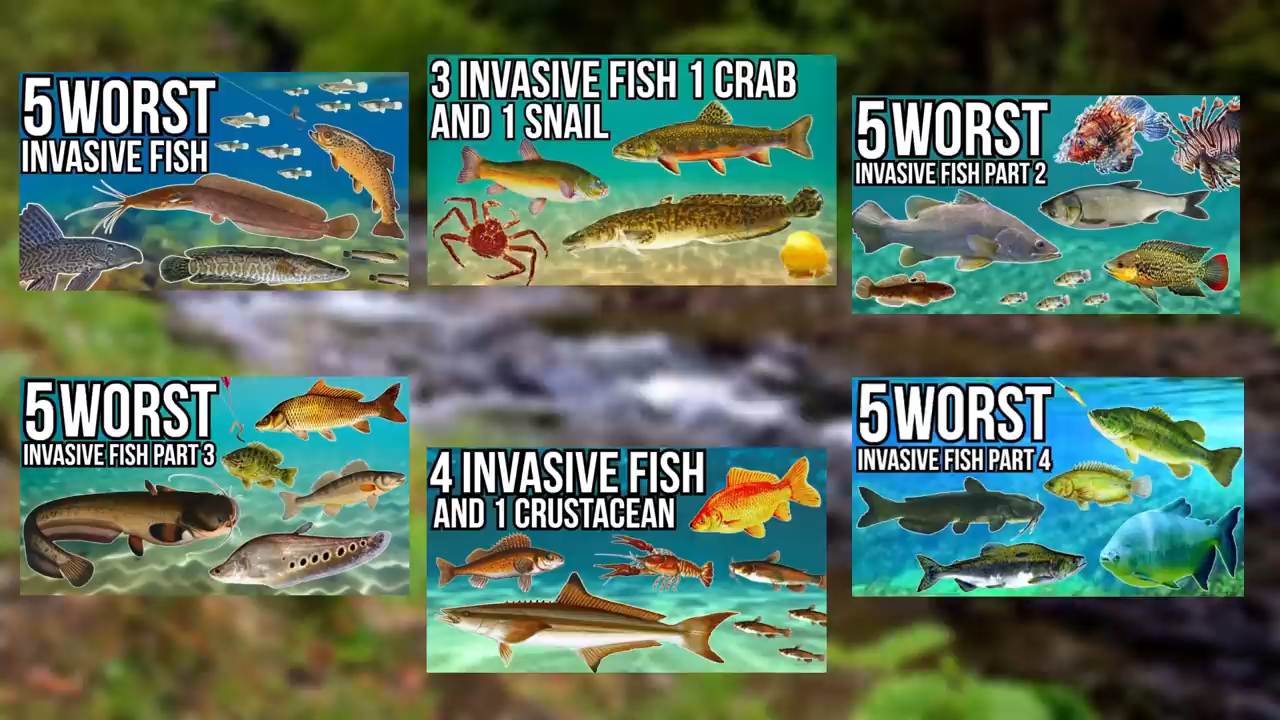 5 WORST
INVASIVE FISH
3 INVASIVE FISH 1 CRAB
AND 1 SNAIL
5 WORST
INVASIVE FISH PART 2
5 WORST
INVASIVE FISH PART 3
4 INVASIVE FISH
AND 1 CRUSTACEAN
5 WORST
INVASIVE FISH PART 4